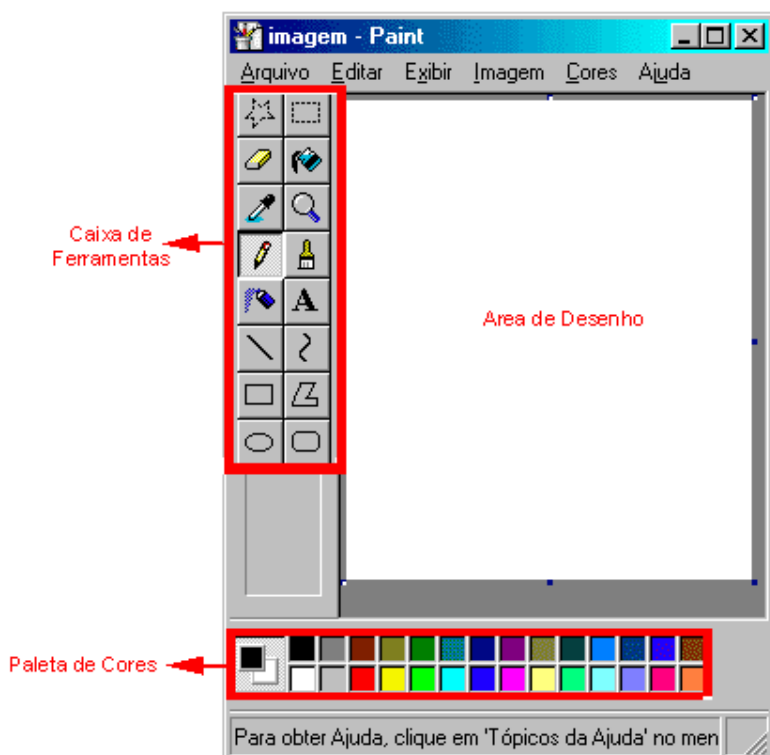 imagem - Paint
Arquivo Editar Exibir Imagem Cores Ajuda
A
Caixa de
Ferramentas
Area de Desenho
Paleta de Cores
Para obter Ajuda, clique em 'Tópicos da Ajuda' no men